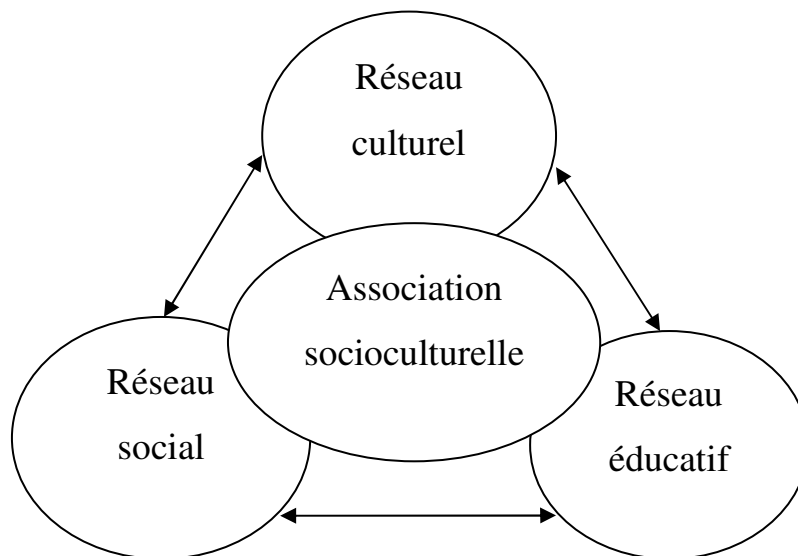 Réseau
culturel
Association
socioculturelle
Réseau
social
Réseau
éducatif